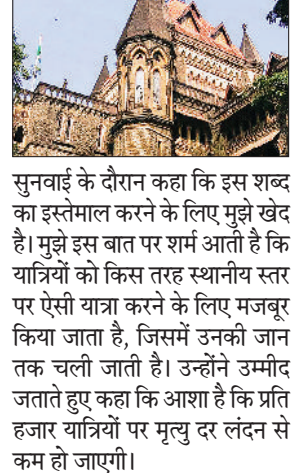 सुनवाई के दौरान कहा कि इस शब्द
का इस्तेमाल करने के लिए मुझे खेद
है। मुझे इस बात पर शर्म आती है कि
यात्रियों को किस तरह स्थानीय स्तर
पर ऐसी यात्रा करने के लिए मजबूर
किया जाता है, जिसमें उनकी जान
तक चली जाती है। उन्होंने उम्मीद
जताते हुए कहा कि आशा है कि प्रति
हजार यात्रियों पर मृत्यु दर लंदन से
कम हो जाएगी।